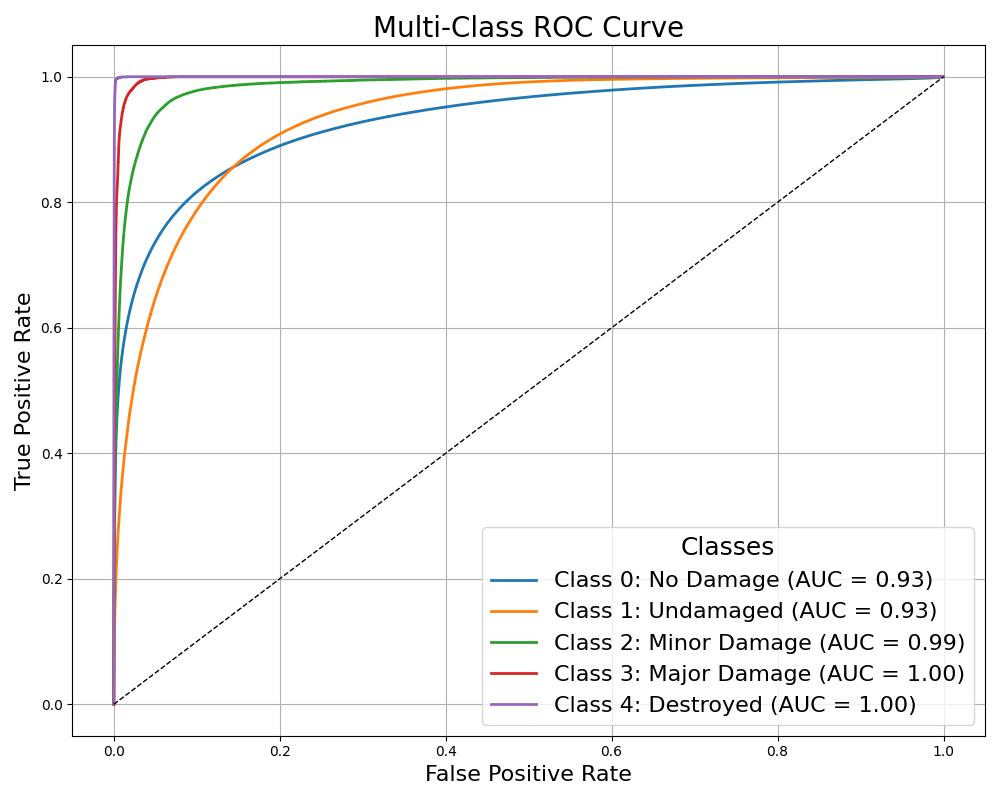 Multi-Class ROC Curve
True Positive Rate
1.0
0.8
0.6
0.4
0.2
0.0
Classes
Class 0: No Damage (AUC = 0.93)
Class 1: Undamaged (AUC = 0.93)
Class 2: Minor Damage (AUC = 0.99)
Class 3: Major Damage (AUC = 1.00)
Class 4: Destroyed (AUC = 1.00)
0.0 0.2 0.4 0.6 0.8 1.0
False Positive Rate